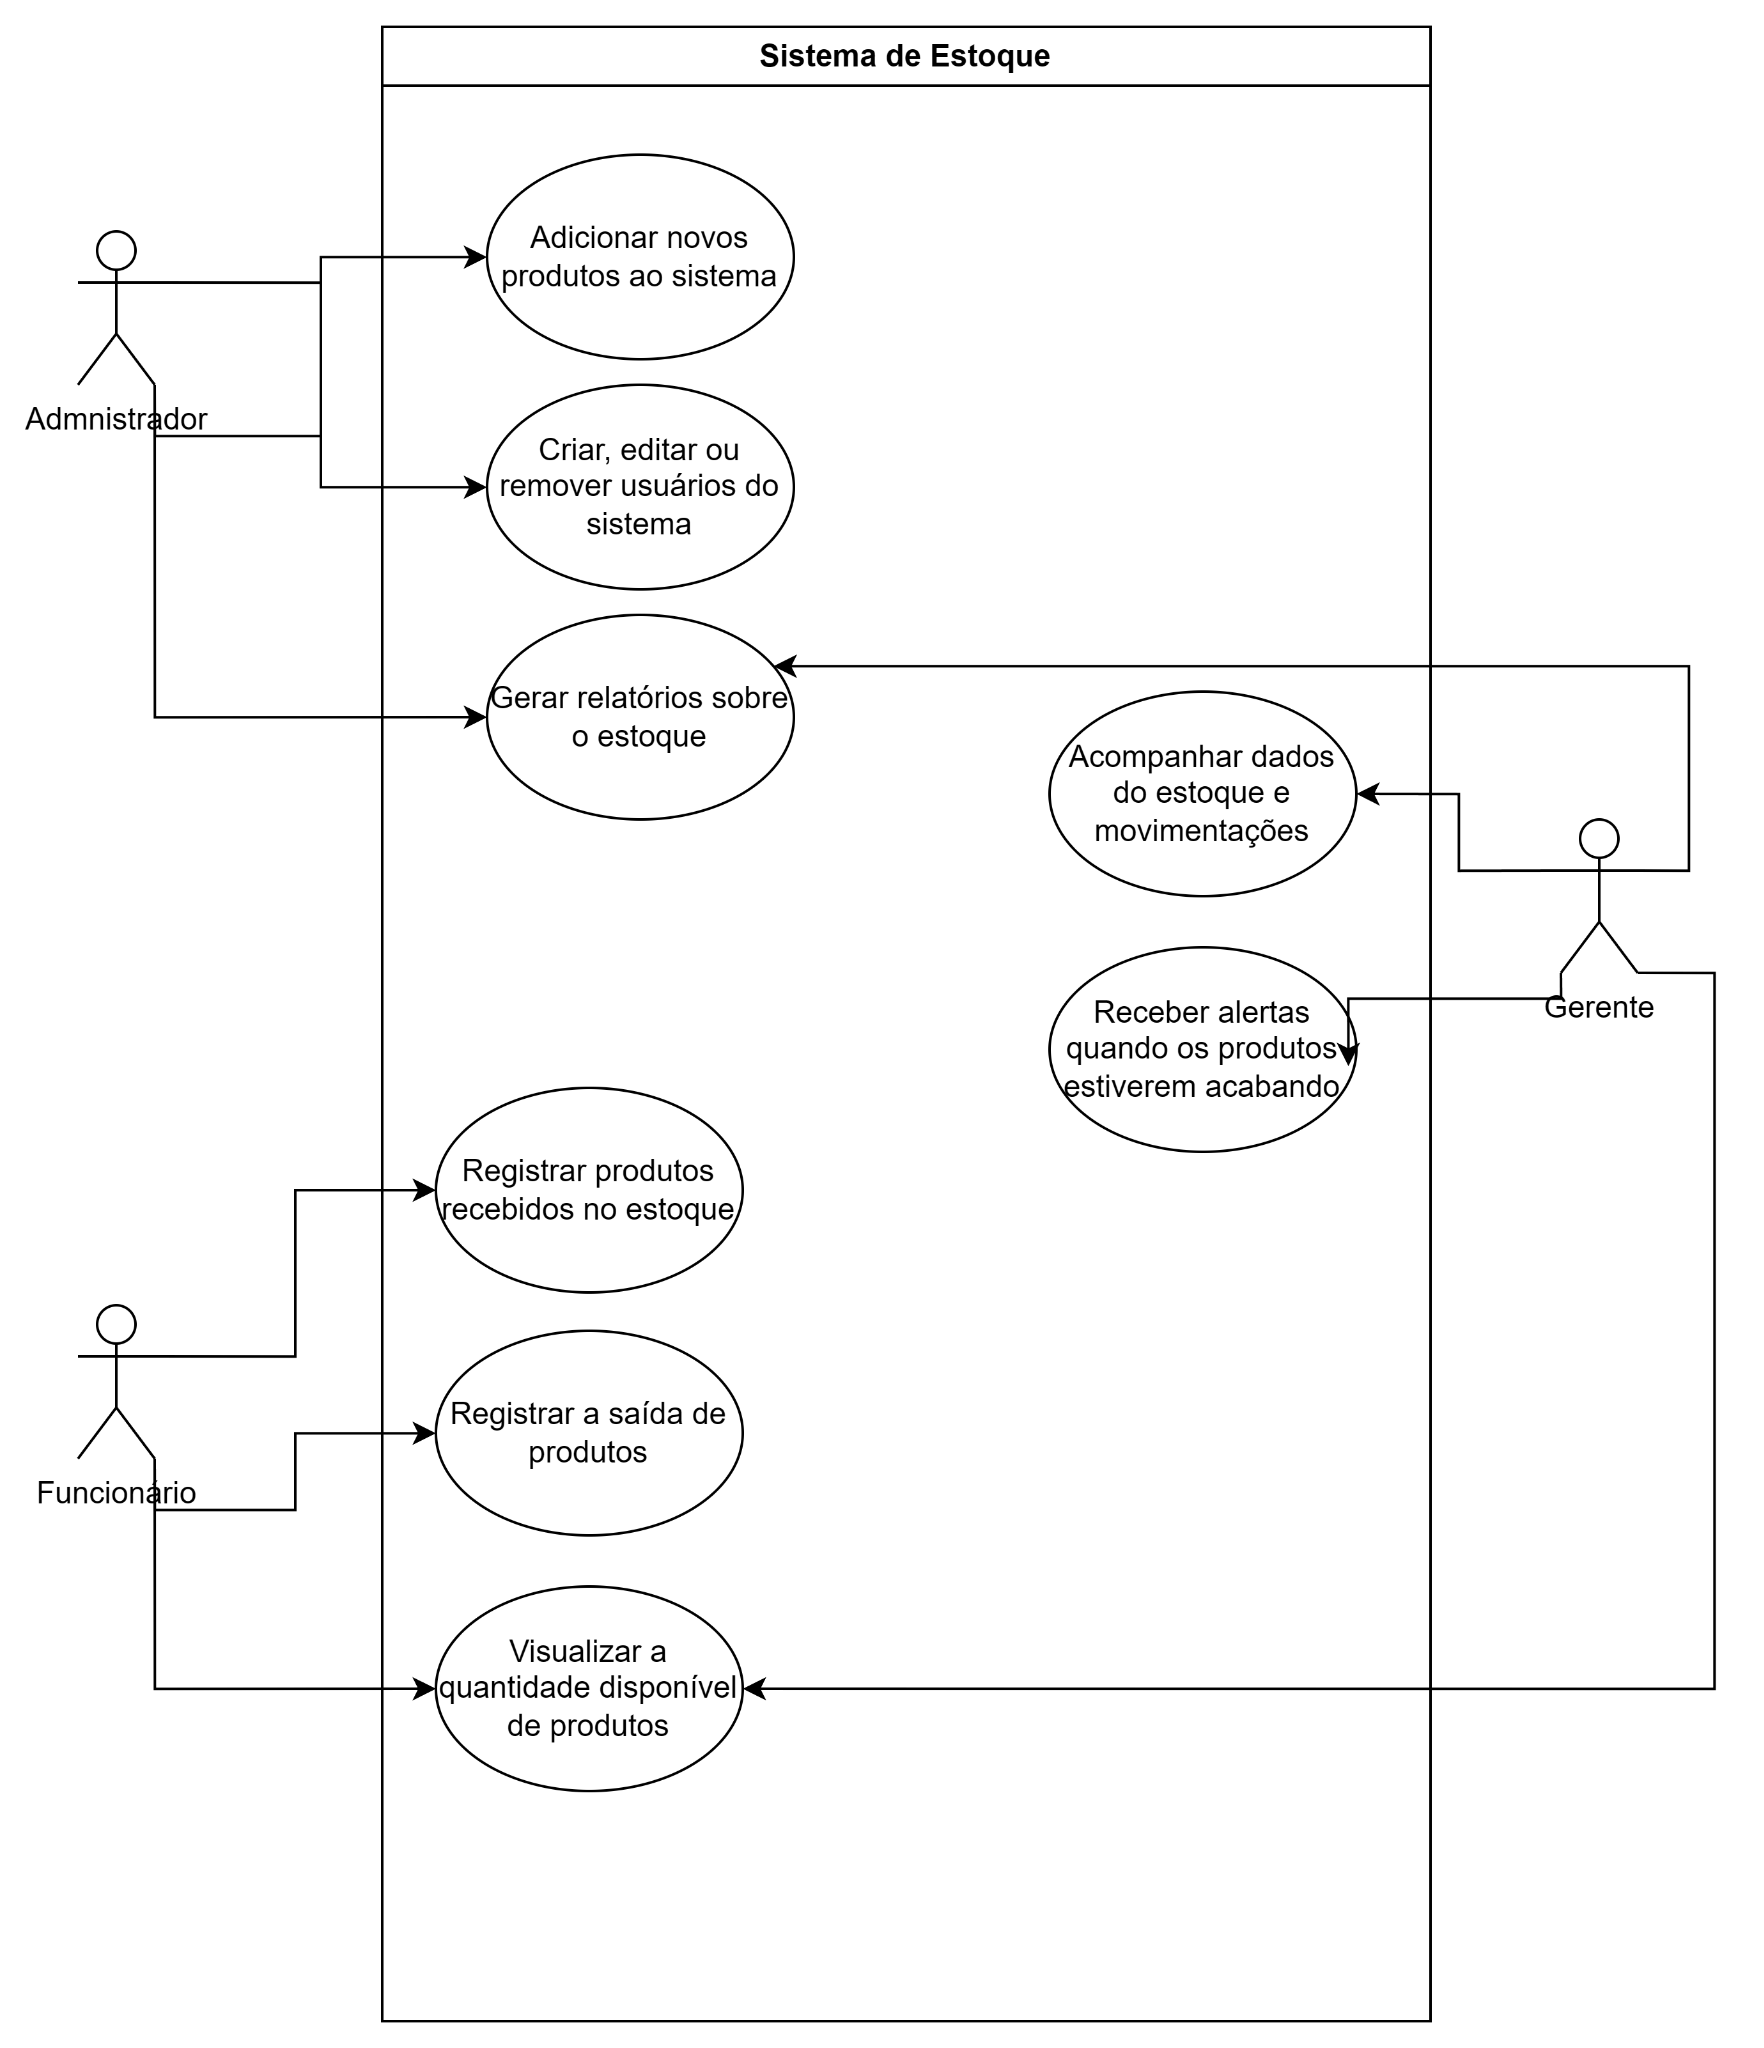 Sistema de Estoque
Adicionar novos
produtos ao sistema
Admnistrador
Criar, editar ou
remover usuários do
sistema
Gerar relatórios sobre
o estoque
Acompanhar dados
do estoque e
movimentações
Gerente
Receber alertas
quando os produtos
estiverem acabando
Registrar produtos
recebidos no estoque
Registrar a saída de
produtos
Funcionário
Visualizar a
quantidade disponível
de produtos